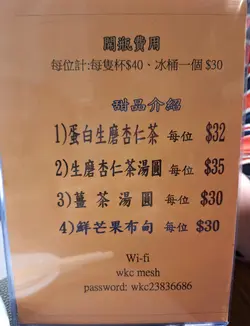 開瓶費用
每位計:每隻杯$40·冰桶一個 $30
甜品介紹
1)蛋白生磨杏仁茶 每位 $32
2)生磨杏仁茶湯圓 每位 $35
3)薑茶湯圓 每位 $30
4)鮮芒果布甸 每位 $30
Wi-fi
wkc mesh
password: wkc23836686